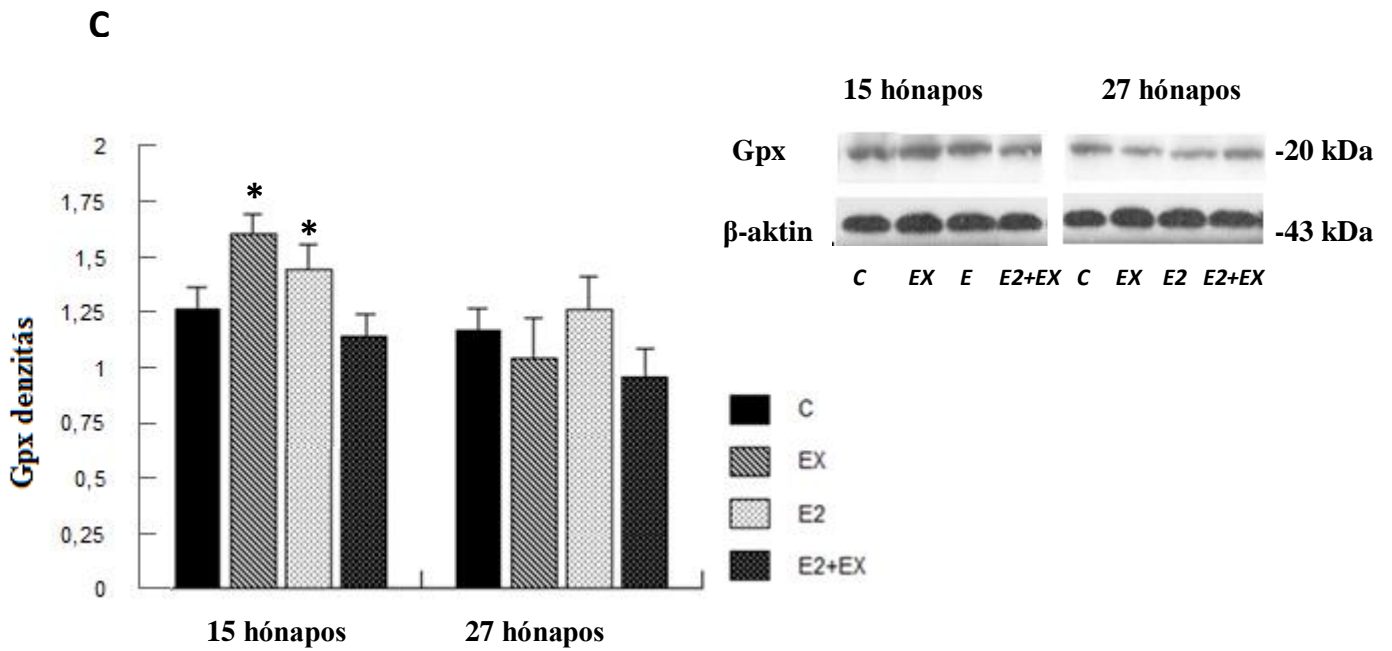 C
2
1,75
1,5
1,25
1
0,75
0,5
0,25
0
Gpx denzitás
*
*
15 hónapos 27 hónapos
15 hónapos 27 hónapos
Gpx -20 kDa
β-aktin -43 kDa
C EX E E2+EX C EX E2 E2+EX
C
EX
E2
E2+EX